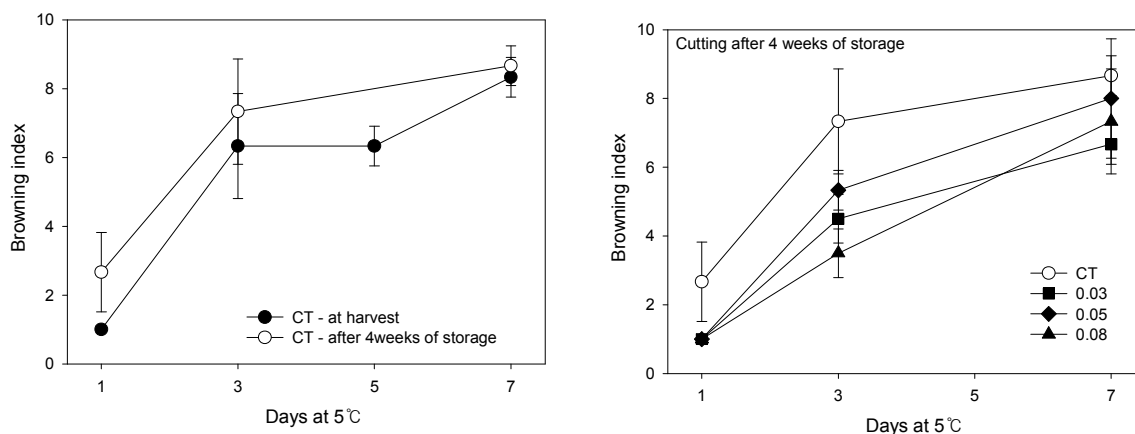 10
8
6
4
2
0
Browning index
CT - at harvest
CT - after 4weeks of storage
1 3 5 7
Days at 5℃
Cutting after 4 weeks of storage
10
8
6
4
2
0
Browning index
CT
0.03
0.05
0.08
1 3 5 7
Days at 5℃